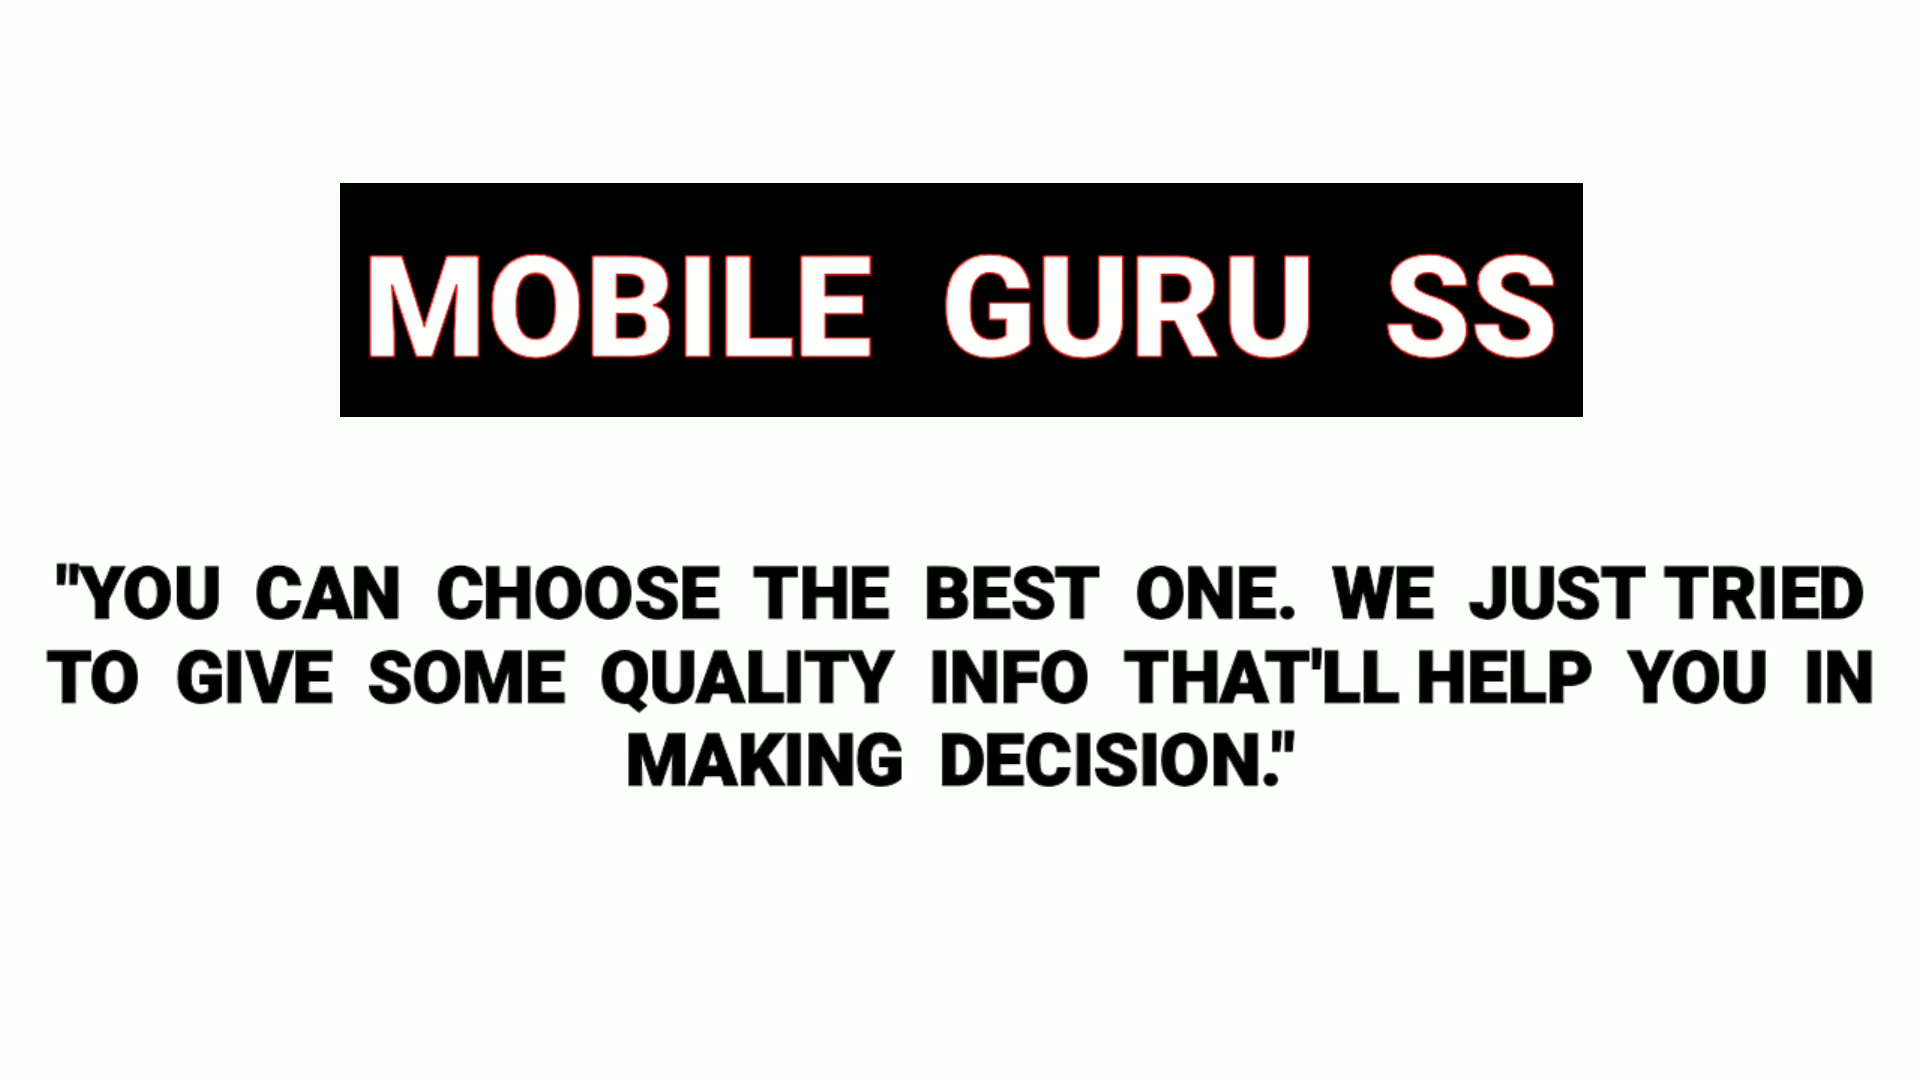 MOBILE GURU SS
"YOU CAN CHOOSE THE BEST ONE. WE JUST TRIED
TO GIVE SOME QUALITY INFO THAT'LL HELP YOU IN
MAKING DECISION."